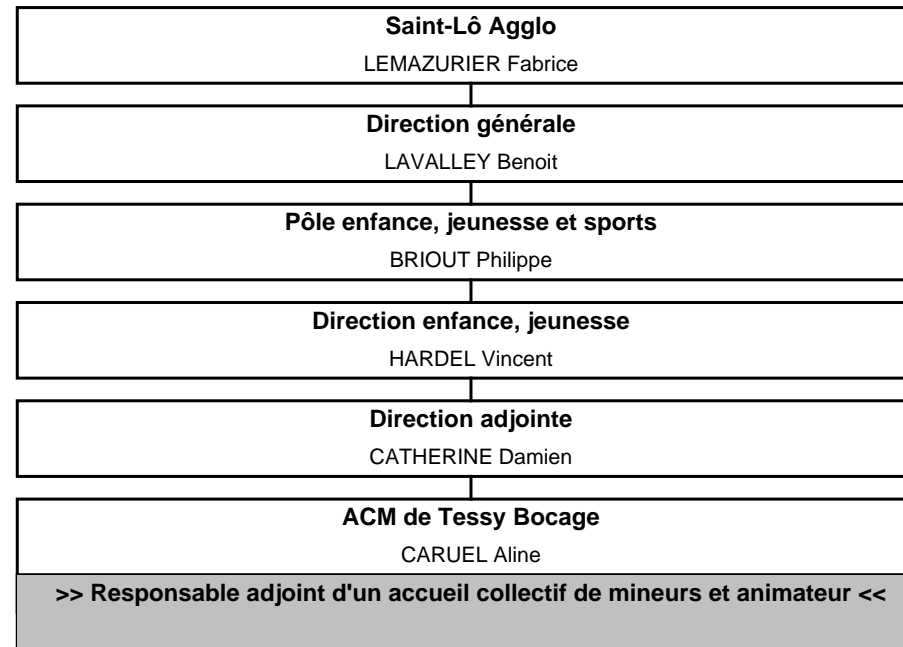 Saint-Lô Agglo
LEMAZURIER Fabrice
Direction générale
LAVALLEY Benoit
Pôle enfance, jeunesse et sports
BRIOUT Philippe
Direction enfance, jeunesse
HARDEL Vincent
Direction adjointe
CATHERINE Damien
ACM de Tessy Bocage
CARUEL Aline
>> Responsable adjoint d'un accueil collectif de mineurs et animateur <<